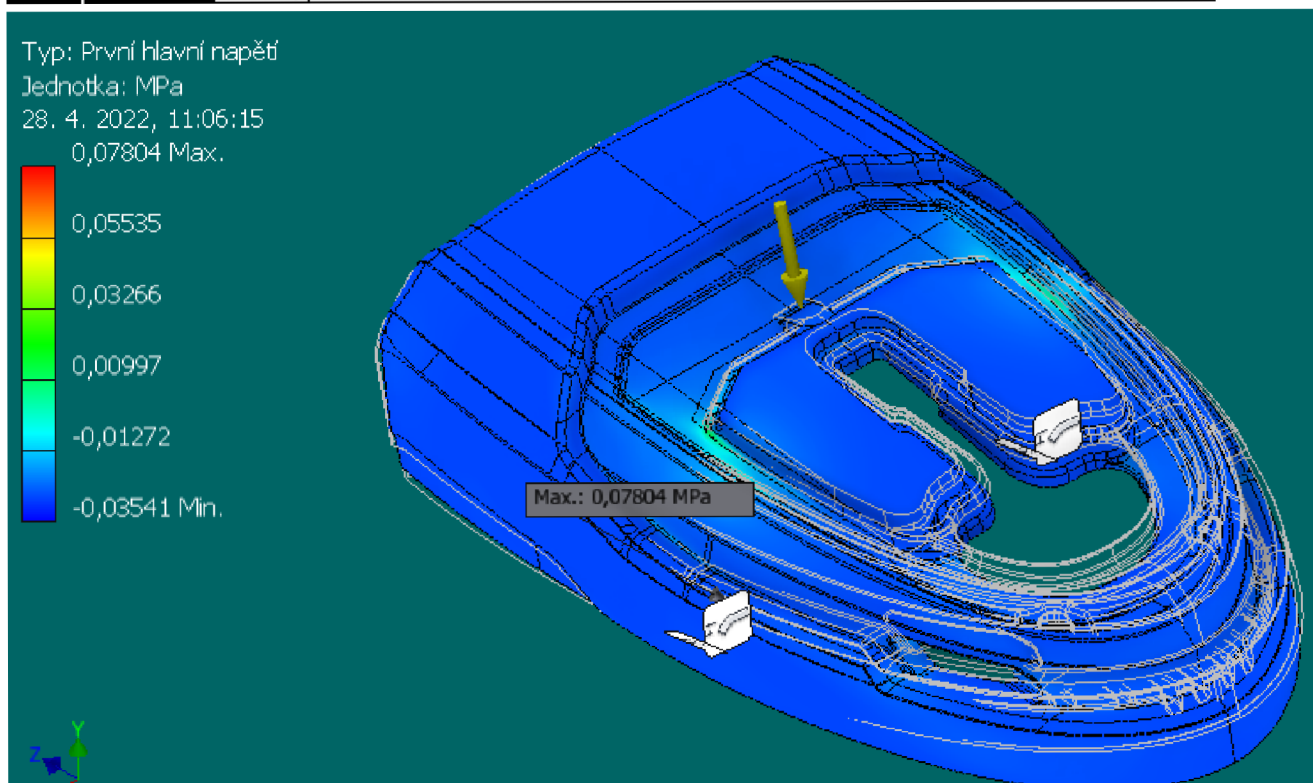 Typ: První hlavní napětí
Jednotka: MPa
28. 4. 2022, 11:06:15
0,07804 Max.
0,05535
0,03266
0,00997
-0,01272
-0,03541 Min.
Max.: 0,07804 MPa
Y
Z